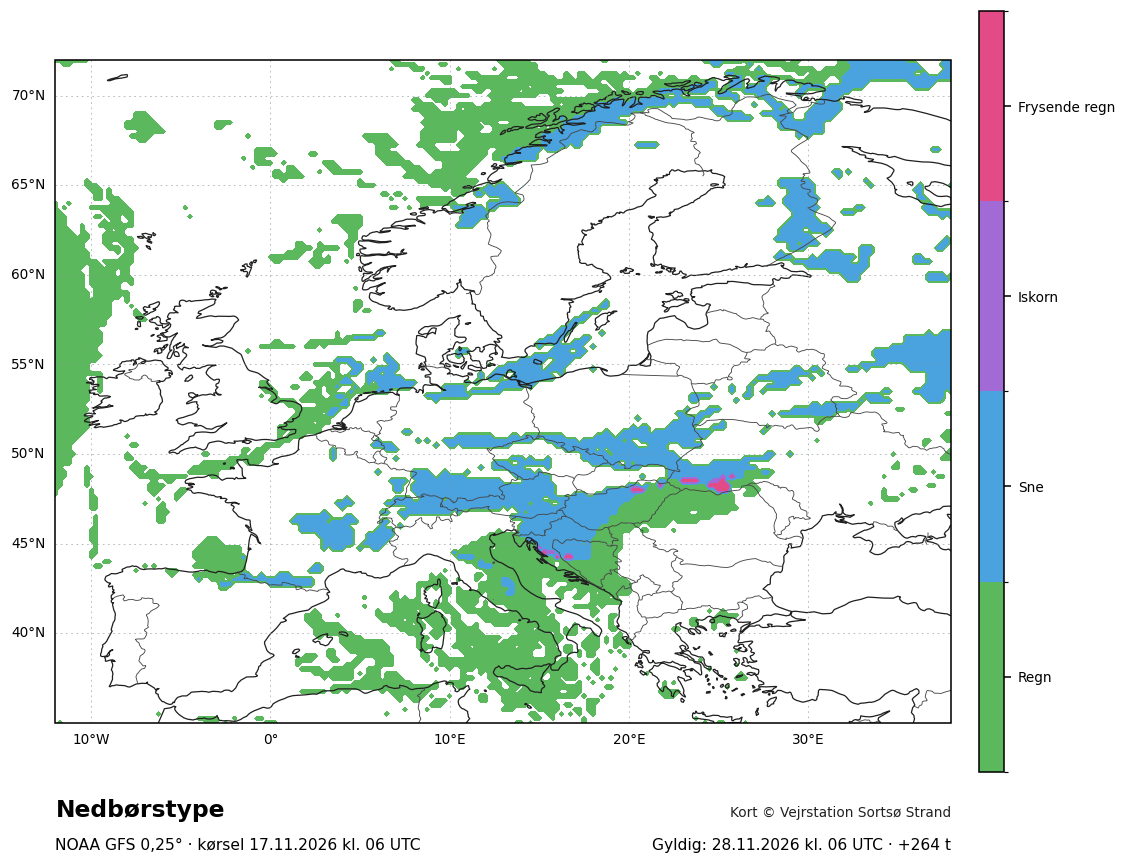 70°N
65°N
60°N
55°N
50°N
45°N
40°N
10°W
0°
10°E
20°E
30°E
Frysende regn
Iskorn
Sne
Regn
Nedbørstype
Kort © Vejrstation Sortsø Strand
NOAA GFS 0,25° · kørsel 17.11.2026 kl. 06 UTC
Gyldig: 28.11.2026 kl. 06 UTC · +264 t